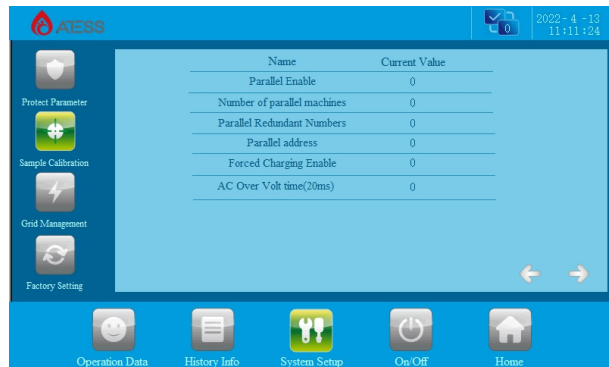 ATESS
0
2022- 4 -13
11:11:24
Name Current Value
Parallel Enable 0
Number of parallel machines 0
Parallel Redundant Numbers 0
Parallel address 0
Forced Charging Enable 0
AC Over Volt time(20ms) 0
Protect Parameter
Sample Calibration
Grid Management
Factory Setting
Operation Data
History Info
System Setup
On/Off
Home